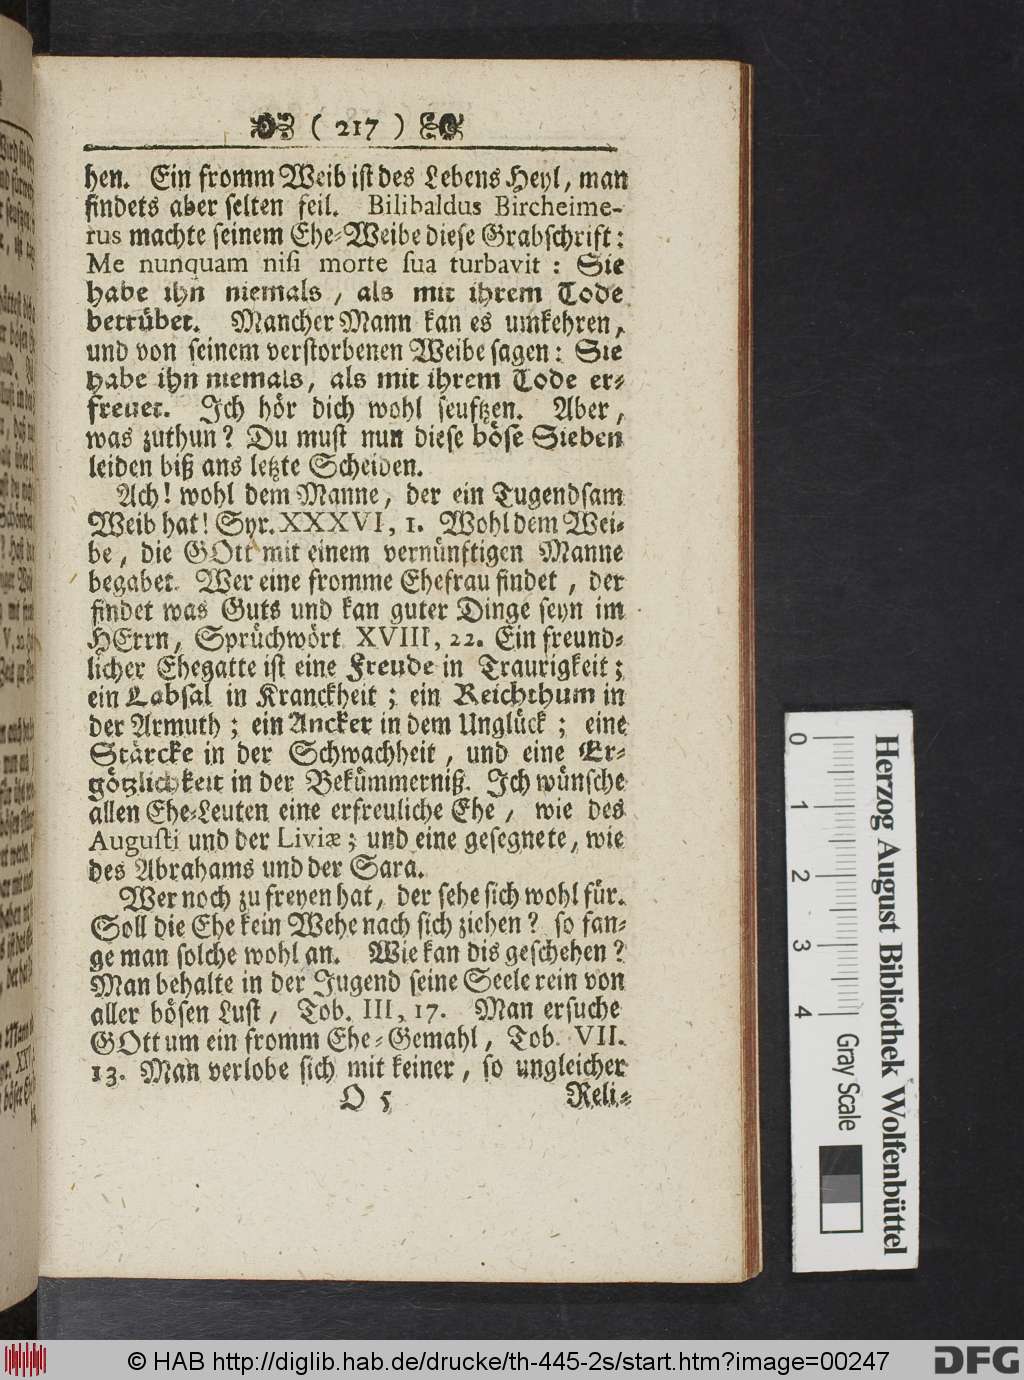 ( 217 )
hen. Ein fromm Weib ist des Lebens Heyl, man
findets aber selten feil. Bilibaldus Bircheime-
rus machte seinem Ehe-Weibe diese Grabschrift:
Me nunquam nisi morte sua turbavit : Sie
habe ihn niemals, als mit ihrem Tode
betrübet. Mancher Mann kan es umkehren,
und von seinem verstorbenen Weibe sagen: Sie
habe ihn niemals, als mit ihrem Tode er-
freuet. Ich hör dich wohl seuftzen. Aber,
was zuthun? Du must nun diese böse Sieben
leiden biß ans letzte Scheiden.
Ach! wohl dem Manne, der ein Tugendsam
Weib hat! Syr. XXXVI, 1. Wohl dem Wei-
be, die GOtt mit einem vernünftigen Manne
begabet. Wer eine fromme Ehefrau findet, der
findet was Guts und kan guter Dinge seyn im
HErrn, Sprüchwört XVIII, 22. Ein freund-
licher Ehegatte ist eine Freude in Traurigkeit;
ein Labsal in Kranckheit; ein Reichthum in
der Armuth; ein Ancker in dem Unglück; eine
Stärcke in der Schwachheit, und eine Er-
götzlichkeit in der Bekümmerniß. Ich wünsche
allen Ehe-Leuten eine erfreuliche Ehe, wie des
Augusti und der Liviæ; und eine gesegnete, wie
des Abrahams und der Sara.
Wer noch zu freyen hat, der sehe sich wohl für.
Soll die Ehe kein Wehe nach sich ziehen? so fan-
ge man solche wohl an. Wie kan dis geschehen?
Man behalte in der Jugend seine Seele rein von
aller bösen Lust, Tob. III, 17. Man ersuche
GOtt um ein fromm Ehe-Gemahl, Tob. VII.
13. Man verlobe sich mit keiner, so ungleicher
O 5 Reli-
0 1 2 3 4 Gray Scale
Herzog August Bibliothek Wolfenbüttel
© HAB http://diglib.hab.de/drucke/th-445-2s/start.htm?image=00247
DFG